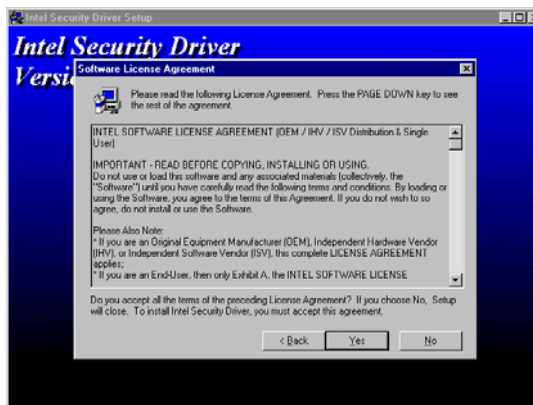 Intel Security Driver Setup
Intel Security Driver
Versi
Software License Agreement
Please read the following License Agreement. Press the PAGE DOWN key to see
the rest of the agreement.
INTEL SOFTWARE LICENSE AGREEMENT (OEM / IHV / ISV Distribution & Single
User)
IMPORTANT - READ BEFORE COPYING, INSTALLING OR USING.
Do not use or load this software and any associated materials (collectively, the
"Software") until you have carefully read the following terms and conditions. By loading or
using the Software, you agree to the terms of this Agreement. If you do not wish to so
agree, do not install or use the Software.
Please Also Note:
* If you are an Original Equipment Manufacturer (OEM), Independent Hardware Vendor
(IHV), or Independent Software Vendor (ISV), this complete LICENSE AGREEMENT
applies;
* If you are an End-User, then only Exhibit A, the INTEL SOFTWARE LICENSE
Do you accept all the terms of the preceding License Agreement? If you choose No, Setup
will close. To install Intel Security Driver, you must accept this agreement.
< Back
Yes
No